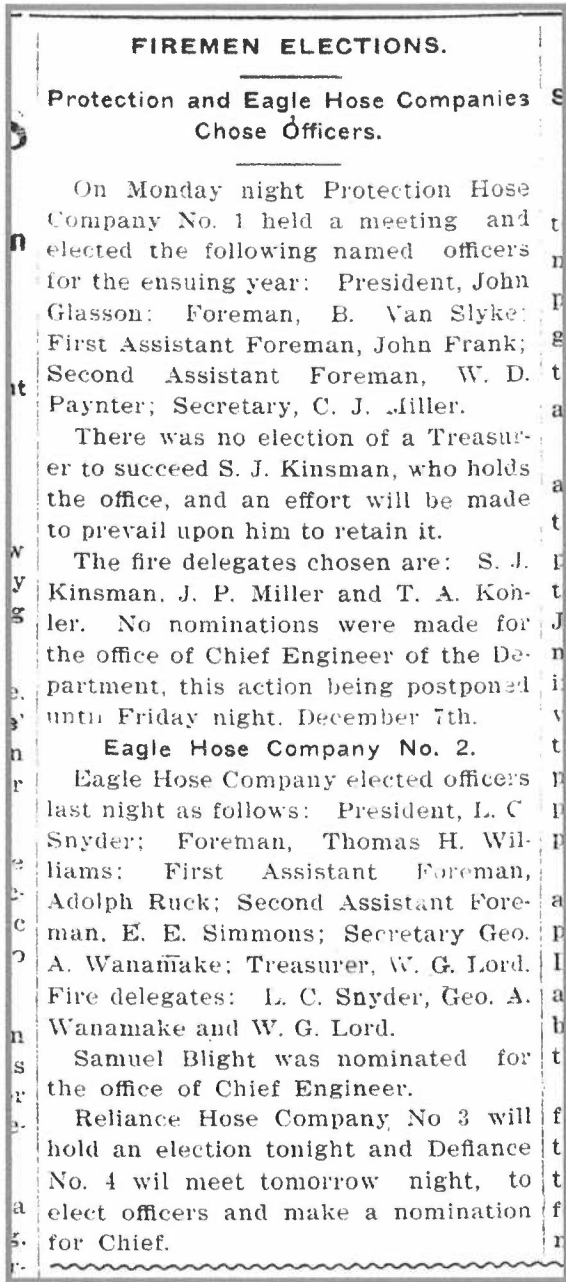 FIREMEN ELECTIONS.
Protection and Eagle Hose Companies
Chose Officers.
On Monday night Protection Hose
Company No. 1 held a meeting and
elected the following named officers
for the ensuing year: President, John
Glasson: Foreman, B. Van Slyke:
First Assistant Foreman, John Frank;
Second Assistant Foreman, W. D.
Paynter; Secretary, C. J. Miller.
There was no election of a Treasur-
er to succeed S. J. Kinsman, who holds
the office, and an effort will be made
to prevail upon him to retain it.
The fire delegates chosen are: S. J.
Kinsman, J. P. Miller and T. A. Koh-
ler. No nominations were made for
the office of Chief Engineer of the De-
partment, this action being postponed
until Friday night, December 7th.
Eagle Hose Company No. 2.
Eagle Hose Company elected officers
last night as follows: President, L. C
Snyder; Foreman, Thomas H. Wil-
liams: First Assistant Foreman,
Adolph Ruck; Second Assistant Fore-
man, E. E. Simmons; Secretary Geo.
A. Wanamake; Treasurer, W. G. Lord.
Fire delegates: L. C. Snyder, Geo. A.
Wanamake and W. G. Lord.
Samuel Blight was nominated for
the office of Chief Engineer.
Reliance Hose Company No 3 will
hold an election tonight and Defiance
No. 4 wil meet tomorrow night, to
elect officers and make a nomination
for Chief.